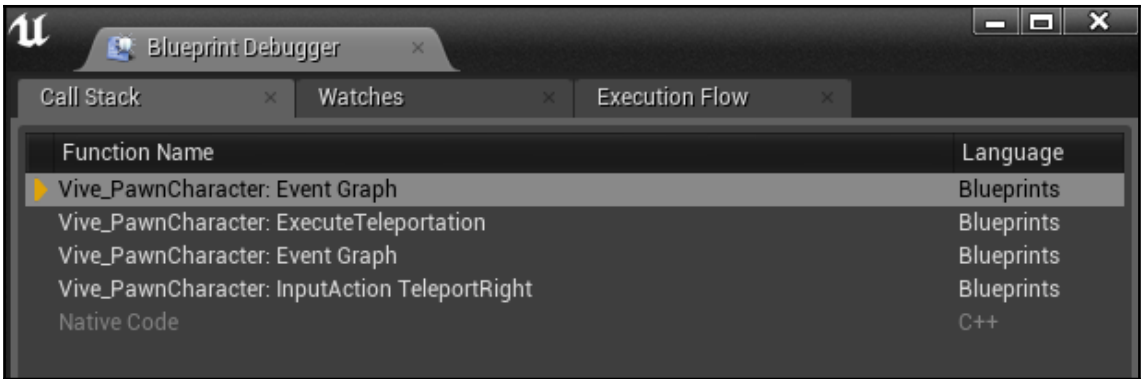 Blueprint Debugger
Call Stack Watches Execution Flow
Function Name Language
Vive_PawnCharacter: Event Graph Blueprints
Vive_PawnCharacter: ExecuteTeleportation Blueprints
Vive_PawnCharacter: Event Graph Blueprints
Vive_PawnCharacter: InputAction TeleportRight Blueprints
Native Code C++